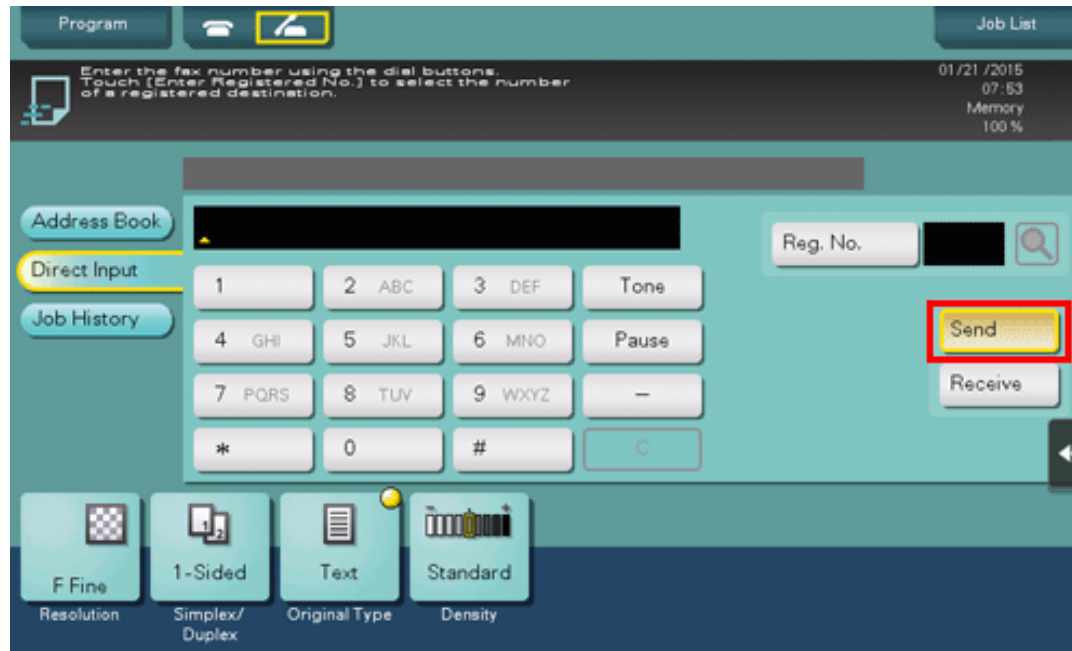 Program
Job List
Enter the fax number using the dial buttons.
Touch [Enter Registered No.] to select the number
of a registered destination.
01/21 /2015
07:53
Memory
100 %
Address Book
Direct Input
Job History
Reg. No.
1
2 ABC
3 DEF
Tone
4 GHI
5 JKL
6 MNO
Pause
7 PQRS
8 TUV
9 WXYZ
–
*
0
#
C
Send
Receive
1 2
- +
F Fine
1-Sided
Text
Standard
Resolution
Simplex/
Duplex
Original Type
Density